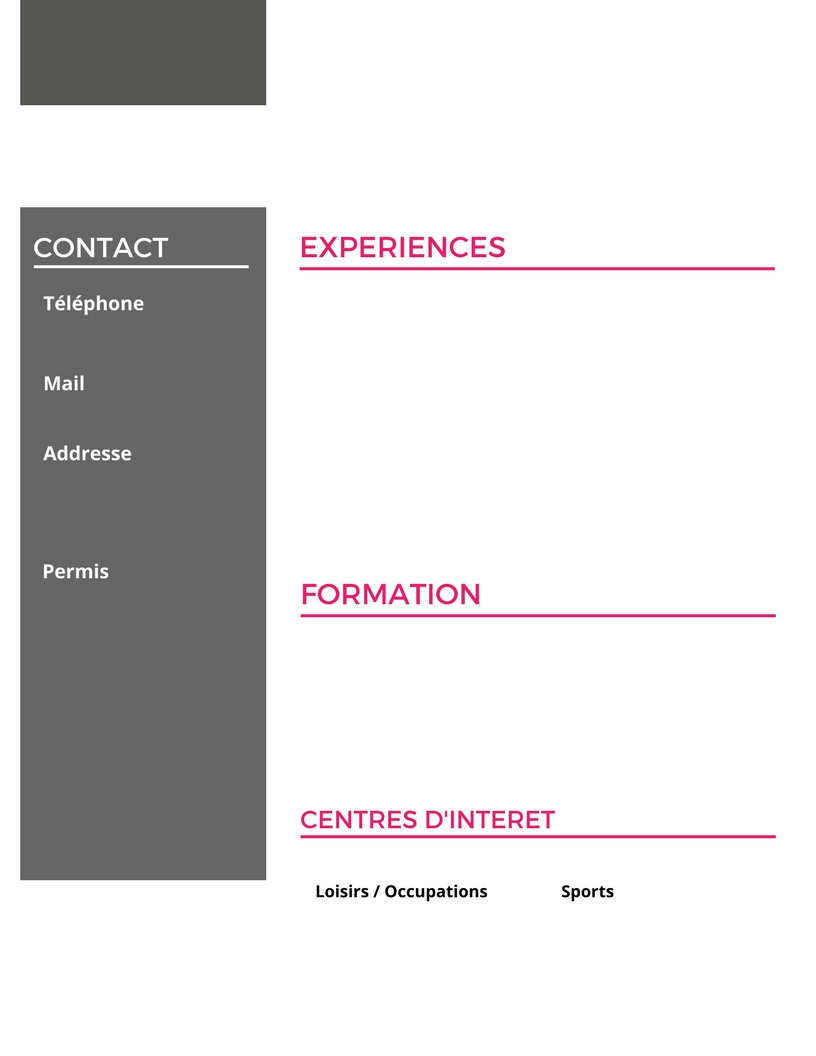 CONTACT
Téléphone
Mail
Addresse
Permis
EXPERIENCES
FORMATION
CENTRES D'INTERET
Loisirs / Occupations
Sports